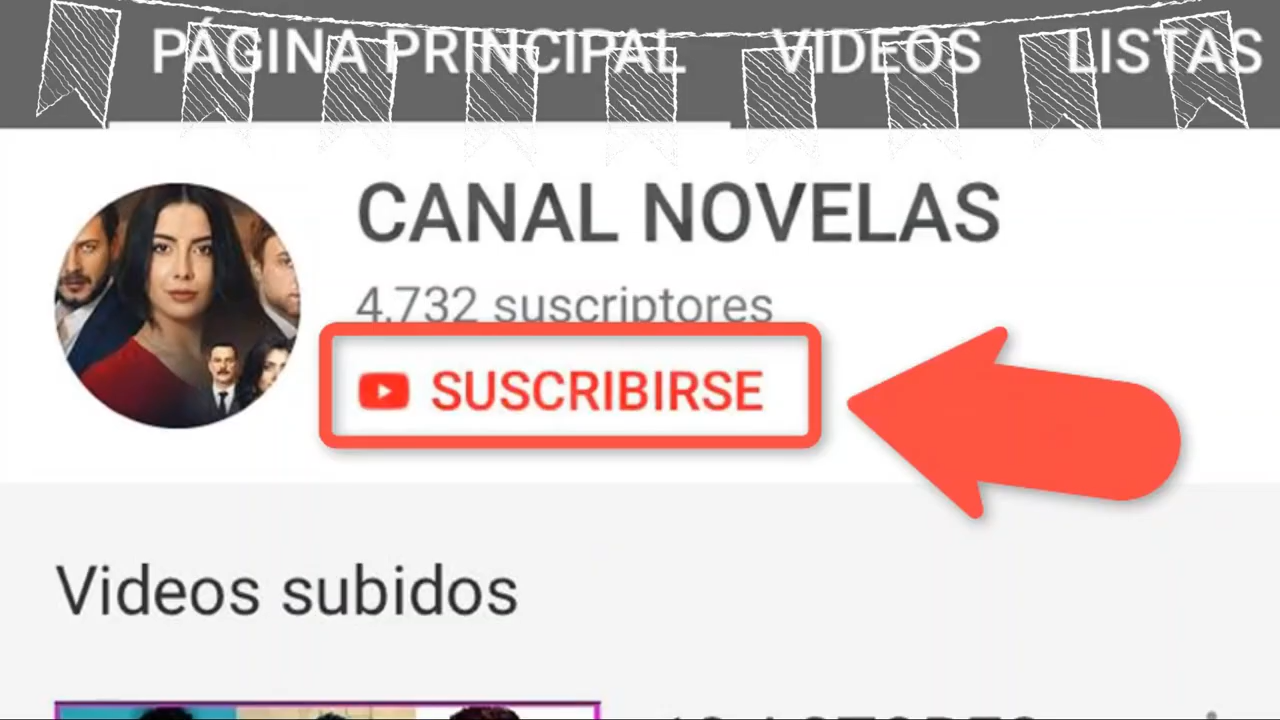 PÁGINA PRINCIPAL VIDEOS LISTAS
CANAL NOVELAS
4.732 suscriptores
SUSCRIBIRSE
Videos subidos